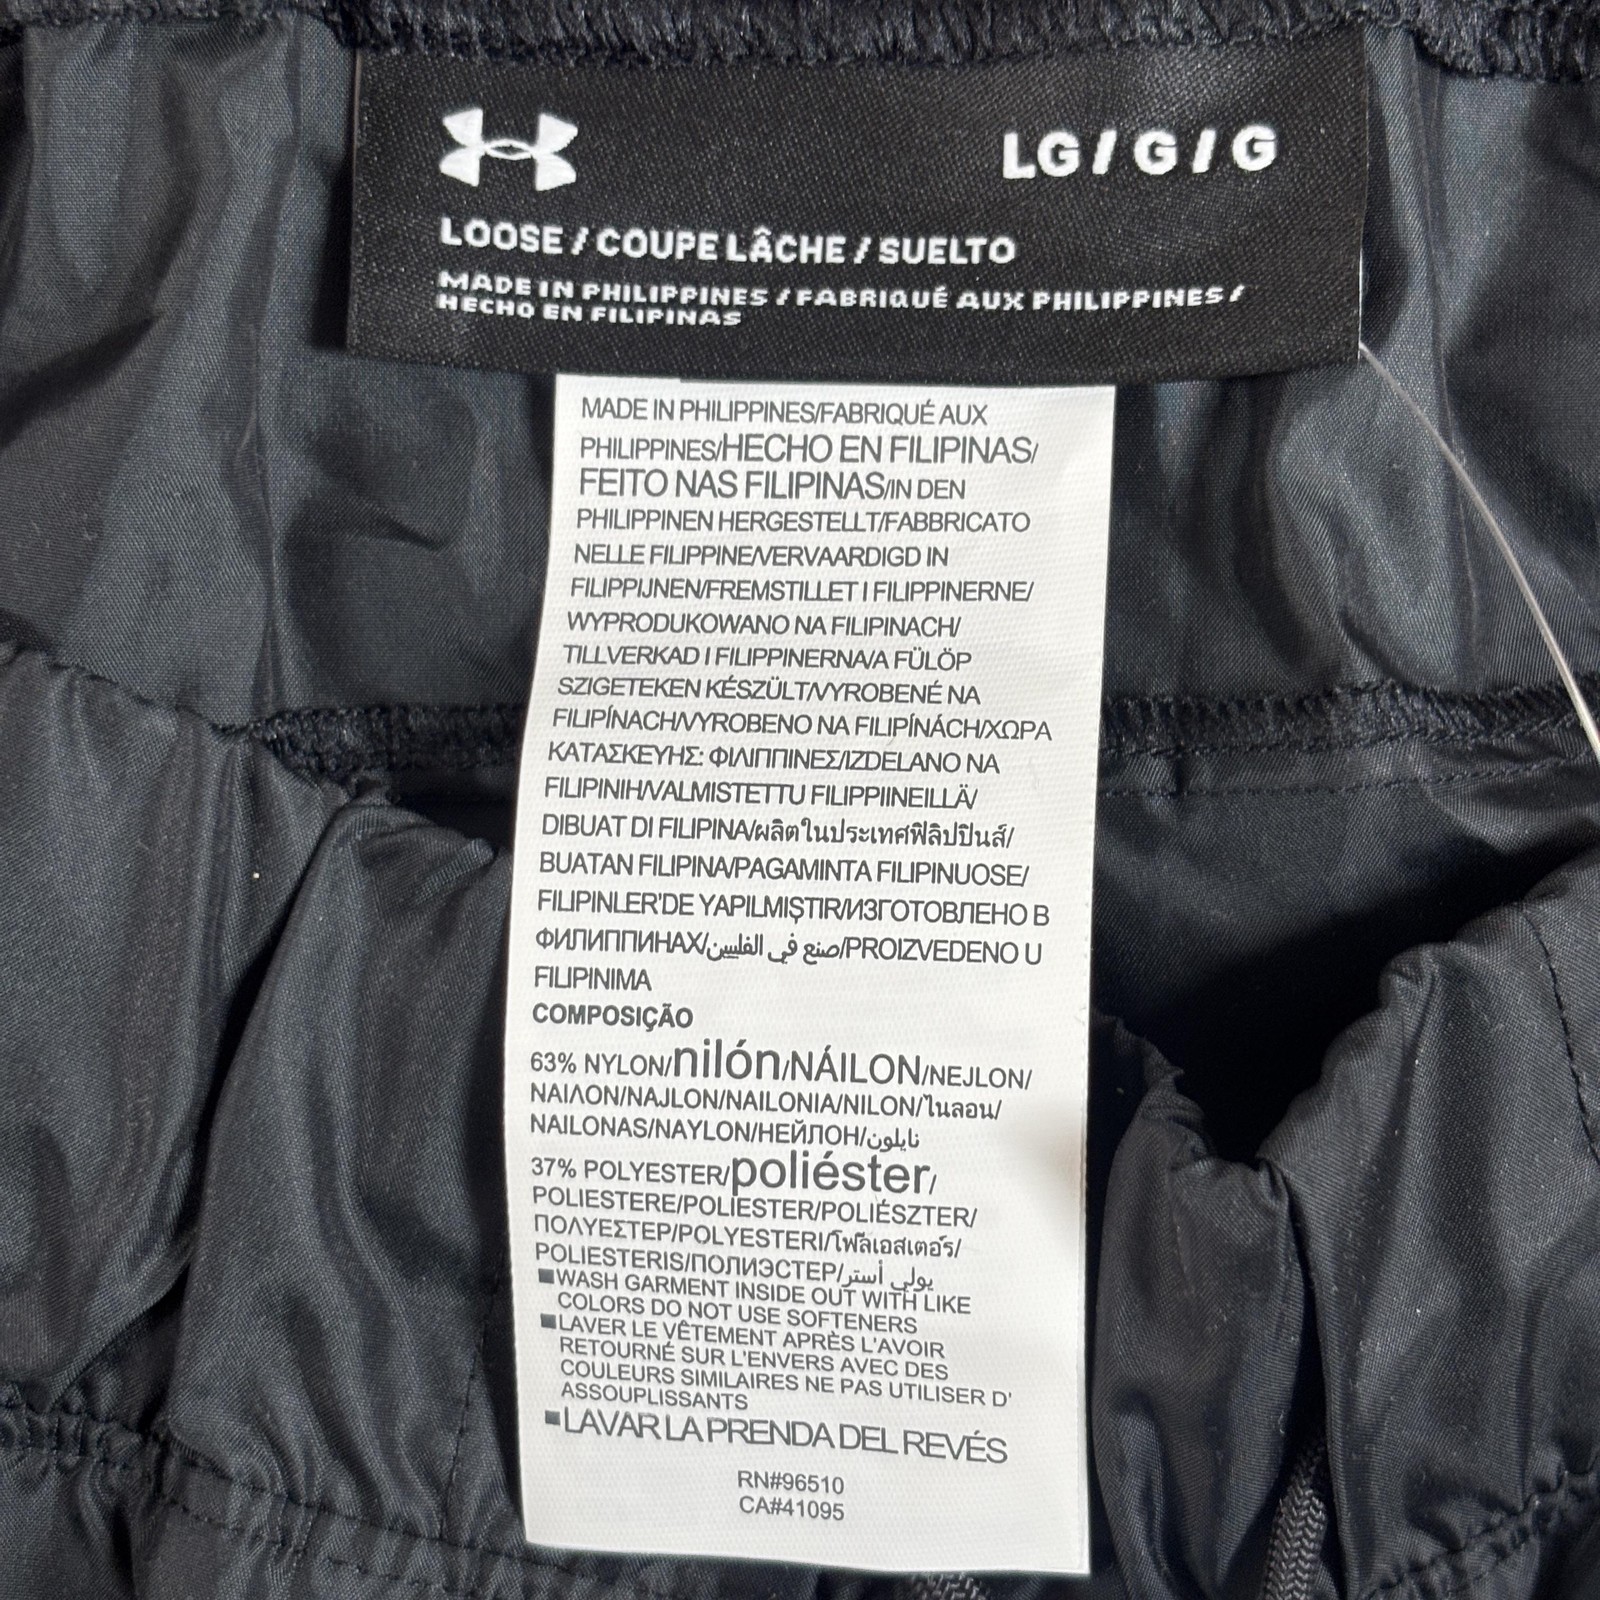 LG / G / G
LOOSE / COUPE LÂCHE / SUELTO
MADE IN PHILIPPINES / FABRIQUÉ AUX PHILIPPINES /
HECHO EN FILIPINAS
MADE IN PHILIPPINES/FABRIQUÉ AUX
PHILIPPINES/HECHO EN FILIPINAS/
FEITO NAS FILIPINAS/IN DEN
PHILIPPINEN HERGESTELLT/FABBRICATO
NELLE FILIPPINE/VERVAARDIGD IN
FILIPPIJNEN/FREMSTILLET I FILIPPINERNE/
WYPRODUKOWANO NA FILIPINACH/
TILLVERKAD I FILIPPINERNA/A FÜLÖP
SZIGETEKEN KÉSZÜLT/VYROBENÉ NA
FILIPÍNACH/VYROBENO NA FILIPÍNÁCH/ΧΩΡΑ
ΚΑΤΑΣΚΕΥΗΣ: ΦΙΛΙΠΠΙΝΕΣ/IZDELANO NA
FILIPINIH/VALMISTETTU FILIPPIINEILLÄ/
DIBUAT DI FILIPINA/ผลิตในประเทศฟิลิปปินส์/
BUATAN FILIPINA/PAGAMINTA FILIPINUOSE/
FILIPINLER'DE YAPILMIŞTIR/ИЗГОТОВЛЕНО В
ФИЛИППИНАХ/صنع في الفلبين/PROIZVEDENO U
FILIPINIMA
COMPOSIÇÃO
63% NYLON/nilón/NÁILON/NEJLON/
ΝΑΙΛΟΝ/NAJLON/NAILONIA/NILON/ไนลอน/
NAILONAS/NAYLON/НЕЙЛОН/نايلون
37% POLYESTER/poliéster/
POLIESTERE/POLIESTER/POLIÉSZTER/
ΠΟΛΥΕΣΤΕΡ/POLYESTERI/โพลีเอสเตอร์/
POLIESTERIS/ПОЛИЭСТЕР/بولي أستر
■WASH GARMENT INSIDE OUT WITH LIKE
COLORS DO NOT USE SOFTENERS
■LAVER LE VÊTEMENT APRÈS L'AVOIR
RETOURNÉ SUR L'ENVERS AVEC DES
COULEURS SIMILAIRES NE PAS UTILISER D'
ASSOUPLISSANTS
■LAVAR LA PRENDA DEL REVÉS
RN#96510
CA#41095